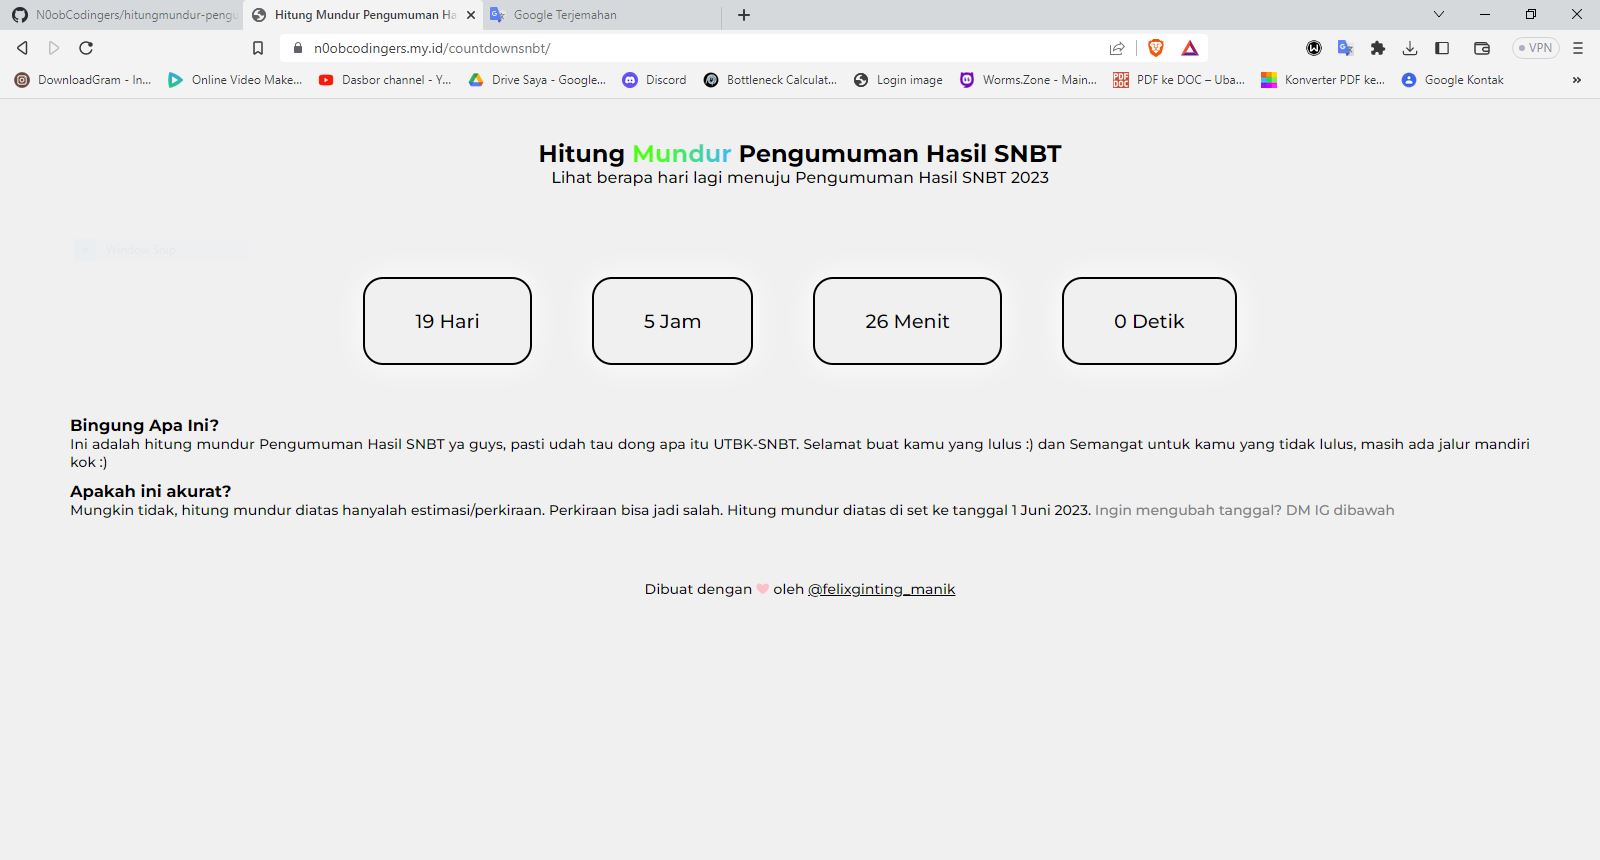 N0obCodingers/hitungmundur-pengu
Hitung Mundur Pengumuman Ha
Google Terjemahan
n0obcodingers.my.id/countdownsnbt/
VPN
DownloadGram - In...
Online Video Make...
Dasbor channel - Y...
Drive Saya - Google...
Discord
Bottleneck Calculat...
Login image
Worms.Zone - Main...
PDF ke DOC – Uba...
Konverter PDF ke...
Google Kontak
Hitung Mundur Pengumuman Hasil SNBT
Lihat berapa hari lagi menuju Pengumuman Hasil SNBT 2023
Window Snip
19 Hari
5 Jam
26 Menit
0 Detik
Bingung Apa Ini?
Ini adalah hitung mundur Pengumuman Hasil SNBT ya guys, pasti udah tau dong apa itu UTBK-SNBT. Selamat buat kamu yang lulus :) dan Semangat untuk kamu yang tidak lulus, masih ada jalur mandiri
kok :)
Apakah ini akurat?
Mungkin tidak, hitung mundur diatas hanyalah estimasi/perkiraan. Perkiraan bisa jadi salah. Hitung mundur diatas di set ke tanggal 1 Juni 2023. Ingin mengubah tanggal? DM IG dibawah
Dibuat dengan ❤ oleh @felixginting_manik